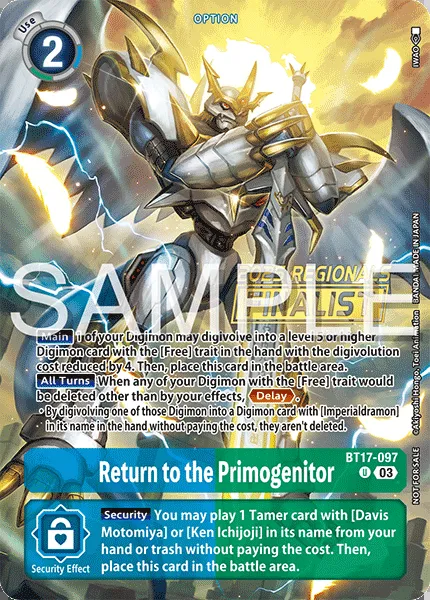 OPTION
Use
2
IWAO
SAMPLE
REGIONALS
FINALIST
Main 1 of your Digimon may digivolve into a level 5 or higher
Digimon card with the [Free] trait in the hand with the digivolution
cost reduced by 4. Then, place this card in the battle area.
All Turns When any of your Digimon with the [Free] trait would
be deleted other than by your effects, Delay.
・By digivolving one of those Digimon into a Digimon card with [Imperialdramon]
in its name in the hand without paying the cost, they aren't deleted.
©Akiyoshi Hongo, Toei Animation BANDAI MADE IN JAPAN
NOT FOR SALE
BT17-097
Return to the Primogenitor
U 03
Security You may play 1 Tamer card with [Davis
Motomiya] or [Ken Ichijoji] in its name from your
hand or trash without paying the cost. Then,
place this card in the battle area.
Security Effect